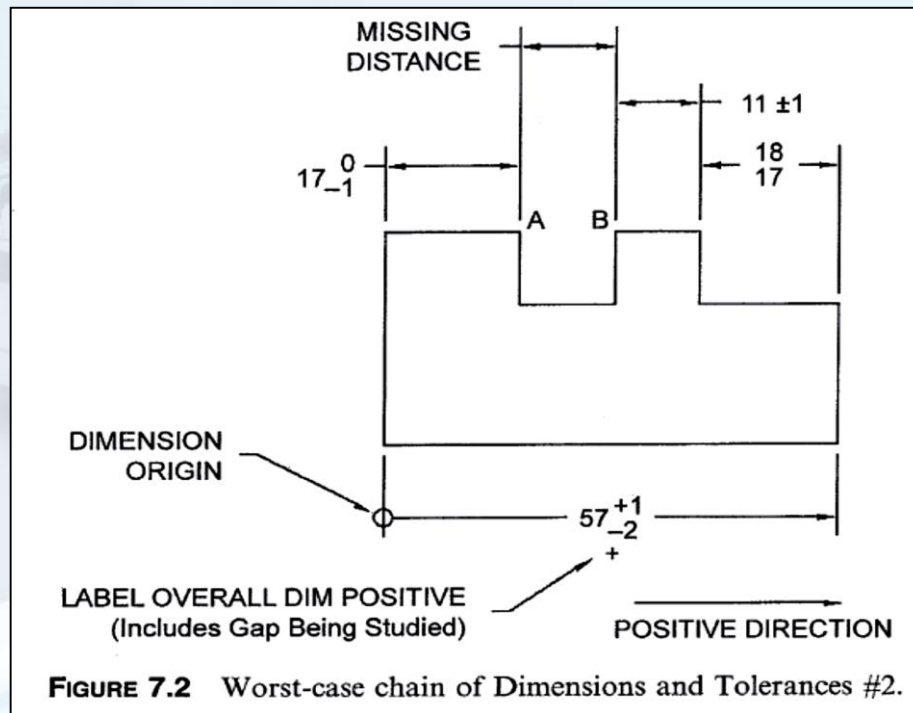 MISSING
DISTANCE
11 ±1
17 0 –1
18
17
A B
DIMENSION
ORIGIN
57 +1 –2
+
LABEL OVERALL DIM POSITIVE
(Includes Gap Being Studied)
POSITIVE DIRECTION
FIGURE 7.2 Worst-case chain of Dimensions and Tolerances #2.